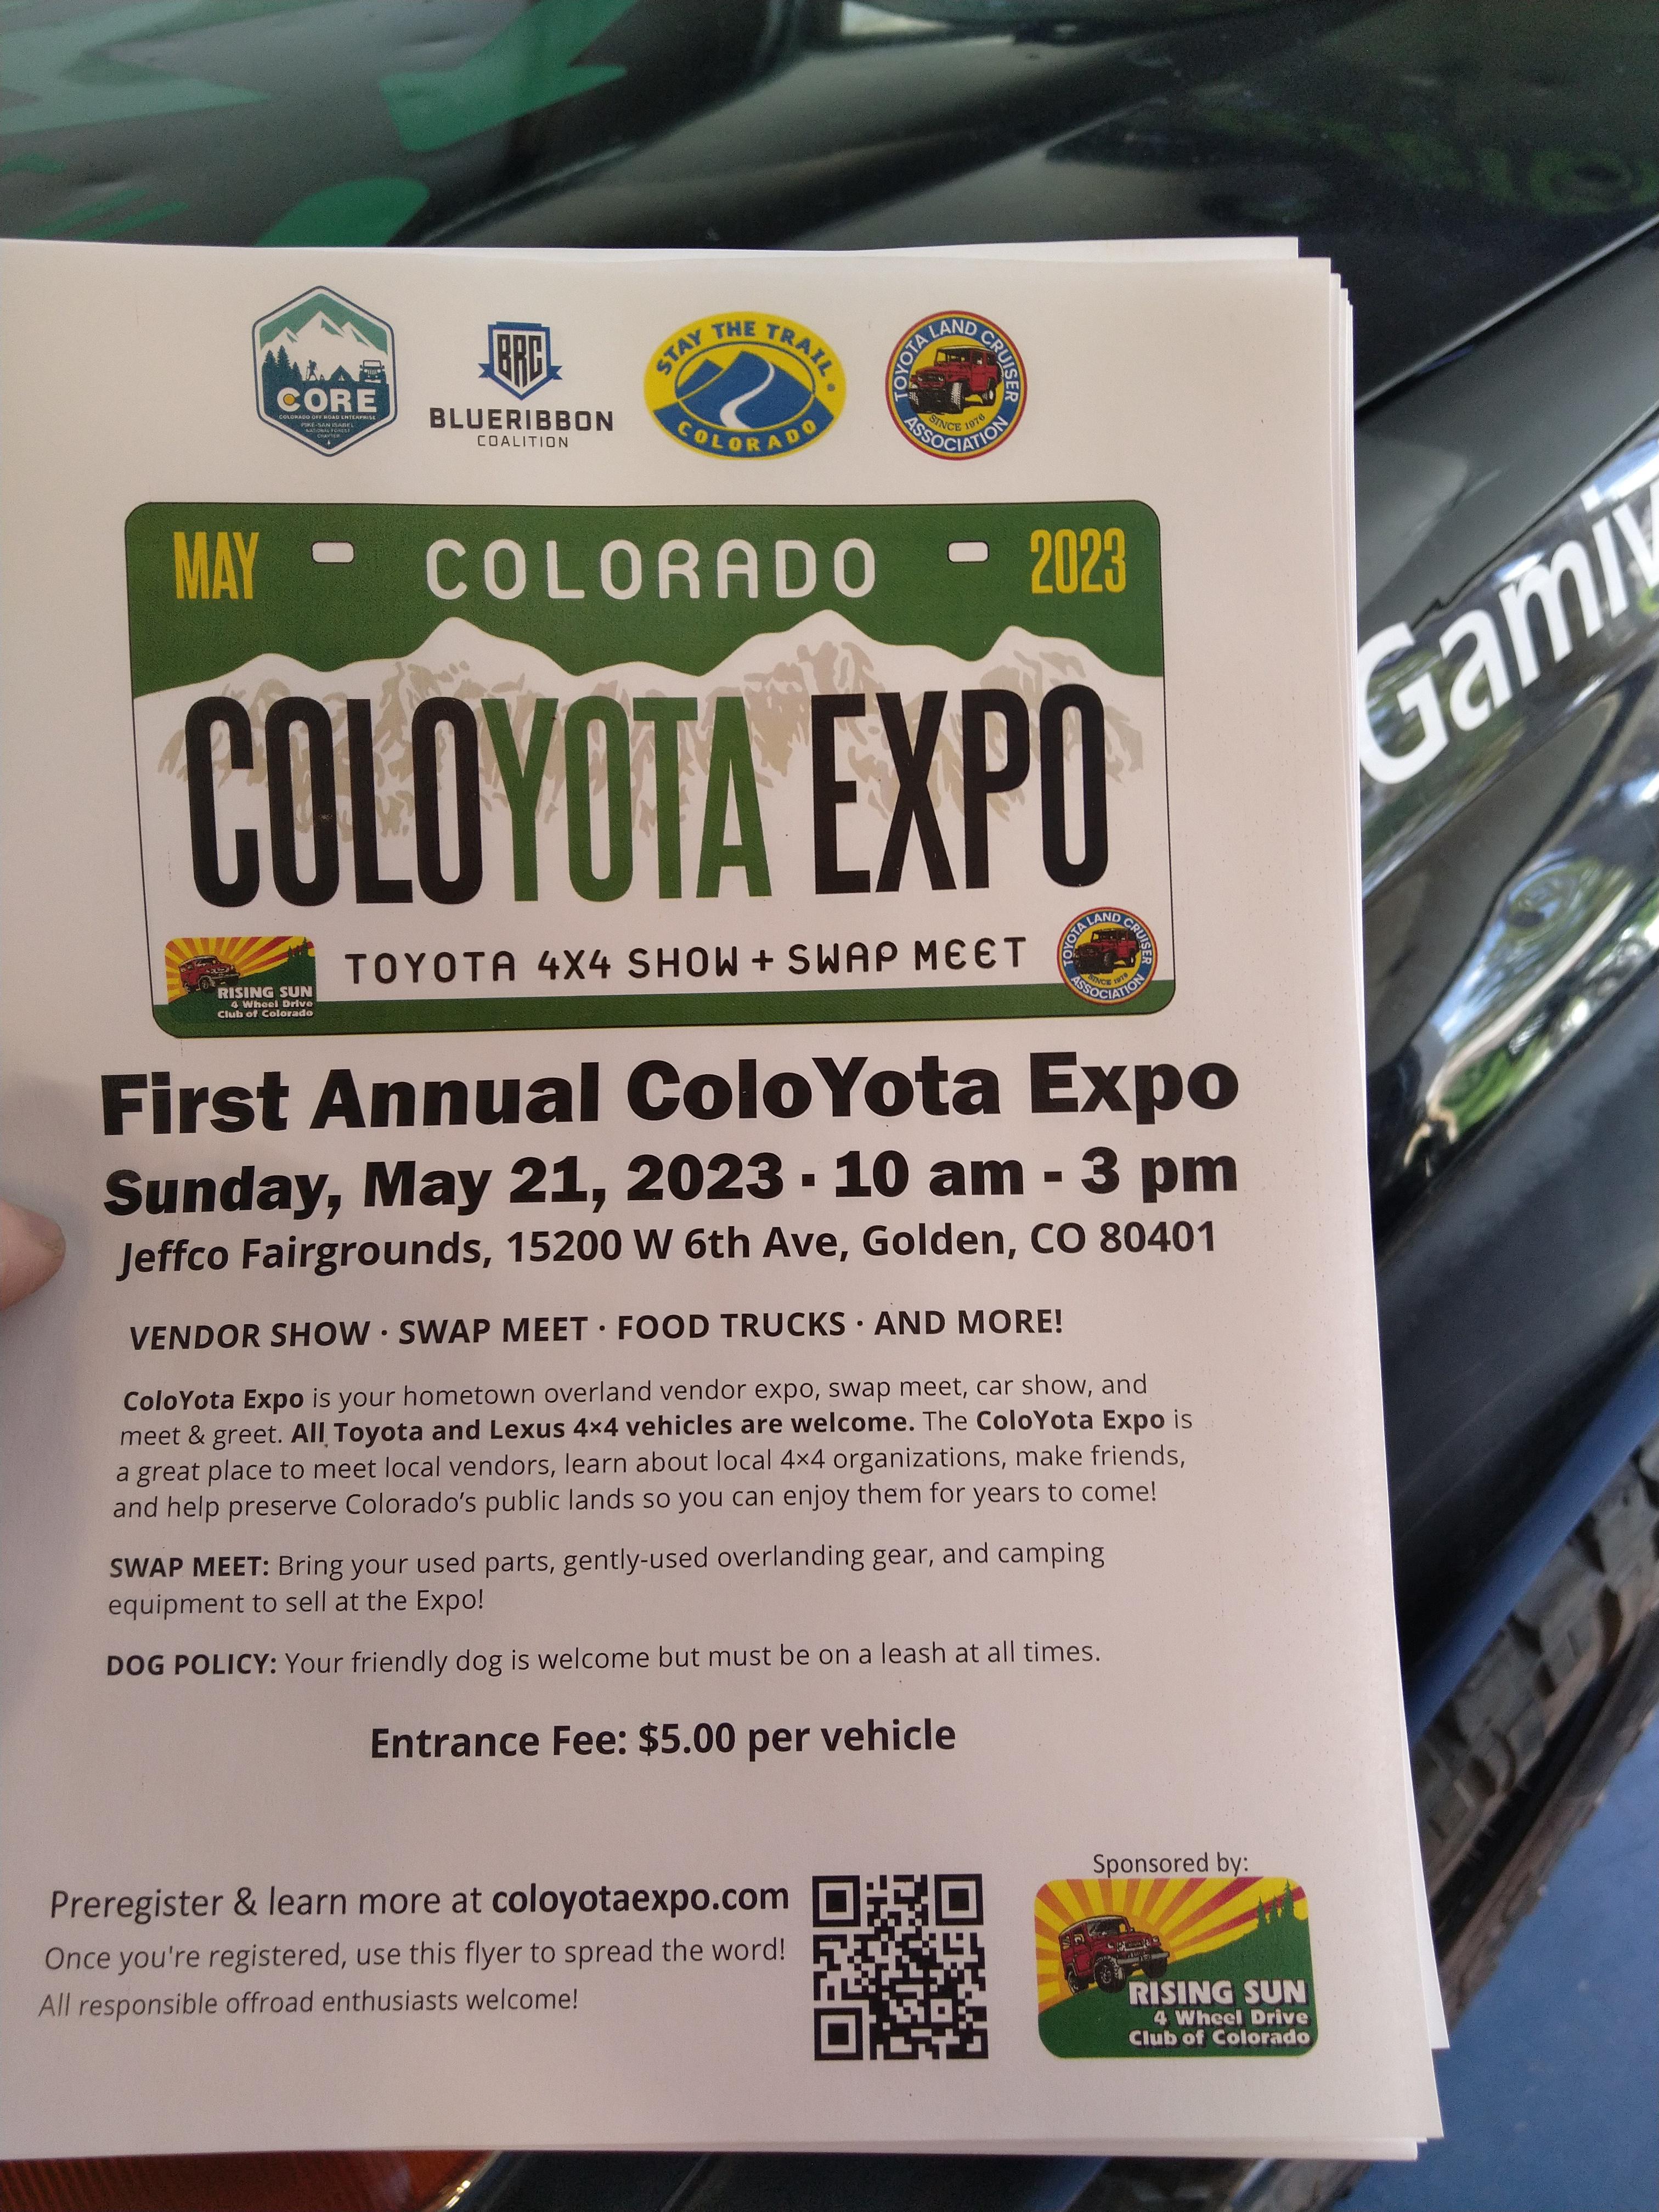 CORE
COLORADO OFF ROAD ENTERPRISE
PIKE-SAN ISABEL
NATIONAL FOREST
CHAPTER
BRC
BLUERIBBON
COALITION
STAY THE TRAIL
COLORADO
TOYOTA LAND CRUISER
SINCE 1976
ASSOCIATION
MAY COLORADO 2023
COLOYOTA EXPO
RISING SUN
4 Wheel Drive
Club of Colorado
TOYOTA 4X4 SHOW + SWAP MEET
TOYOTA LAND CRUISER
SINCE 1976
ASSOCIATION
First Annual ColoYota Expo
Sunday, May 21, 2023 · 10 am - 3 pm
Jeffco Fairgrounds, 15200 W 6th Ave, Golden, CO 80401
VENDOR SHOW · SWAP MEET · FOOD TRUCKS · AND MORE!
ColoYota Expo is your hometown overland vendor expo, swap meet, car show, and
meet & greet. All Toyota and Lexus 4×4 vehicles are welcome. The ColoYota Expo is
a great place to meet local vendors, learn about local 4×4 organizations, make friends,
and help preserve Colorado's public lands so you can enjoy them for years to come!
SWAP MEET: Bring your used parts, gently-used overlanding gear, and camping
equipment to sell at the Expo!
DOG POLICY: Your friendly dog is welcome but must be on a leash at all times.
Entrance Fee: $5.00 per vehicle
Preregister & learn more at coloyotaexpo.com
Once you're registered, use this flyer to spread the word!
All responsible offroad enthusiasts welcome!
Sponsored by:
RISING SUN
4 Wheel Drive
Club of Colorado